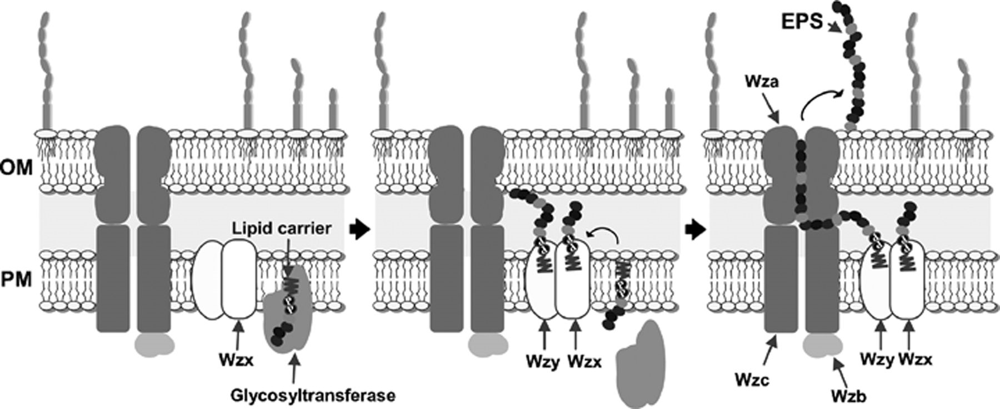 EPS
Wza
OM
Lipid carrier
PM
Wzx
Wzy Wzx
Wzy Wzx
Wzc
Glycosyltransferase
Wzb